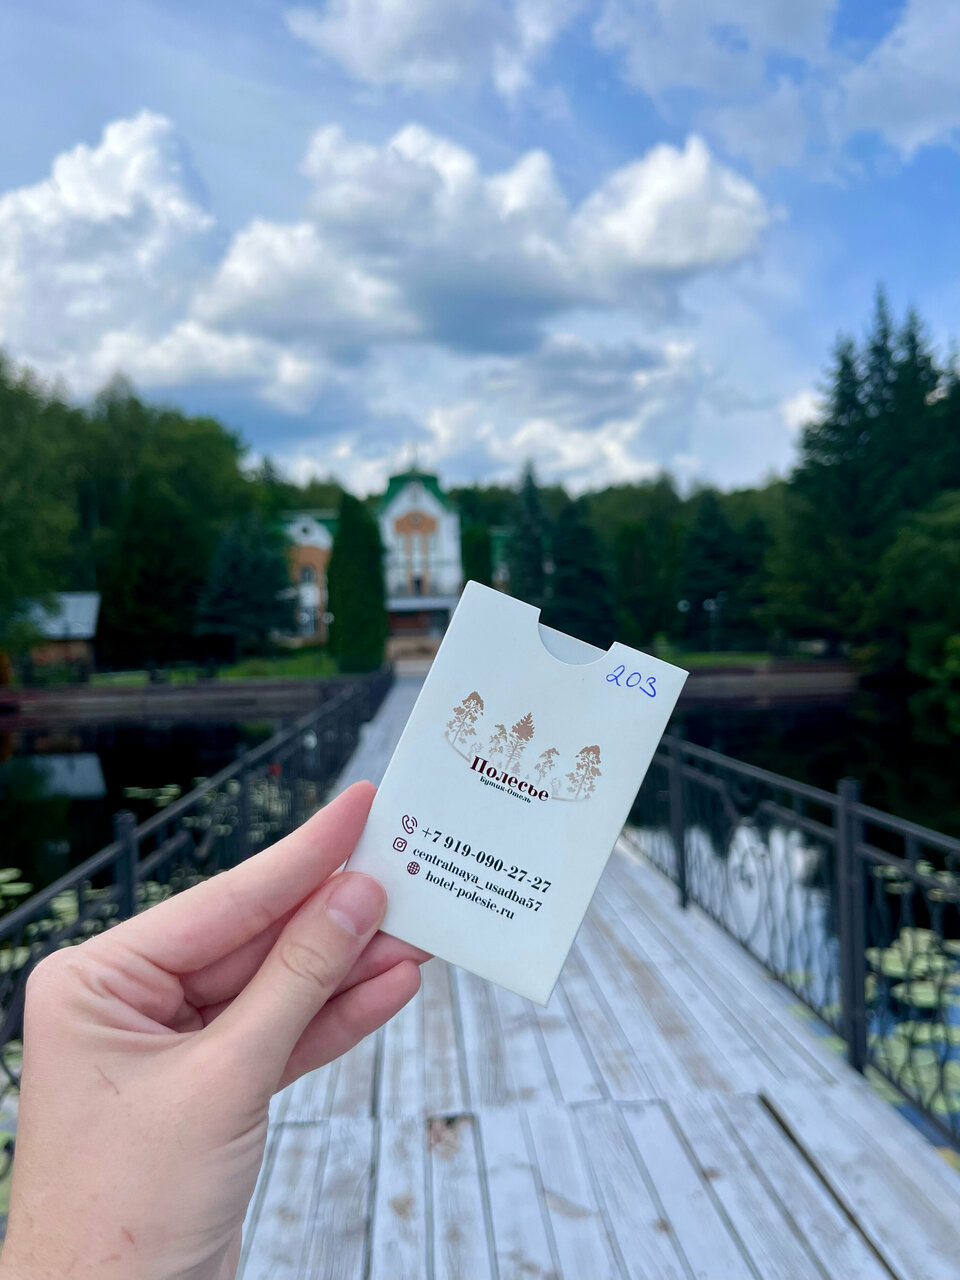 203
Полесье
Бутик-Отель
+7 919-090-27-27
centralnaya_usadba57
hotel-polesie.ru